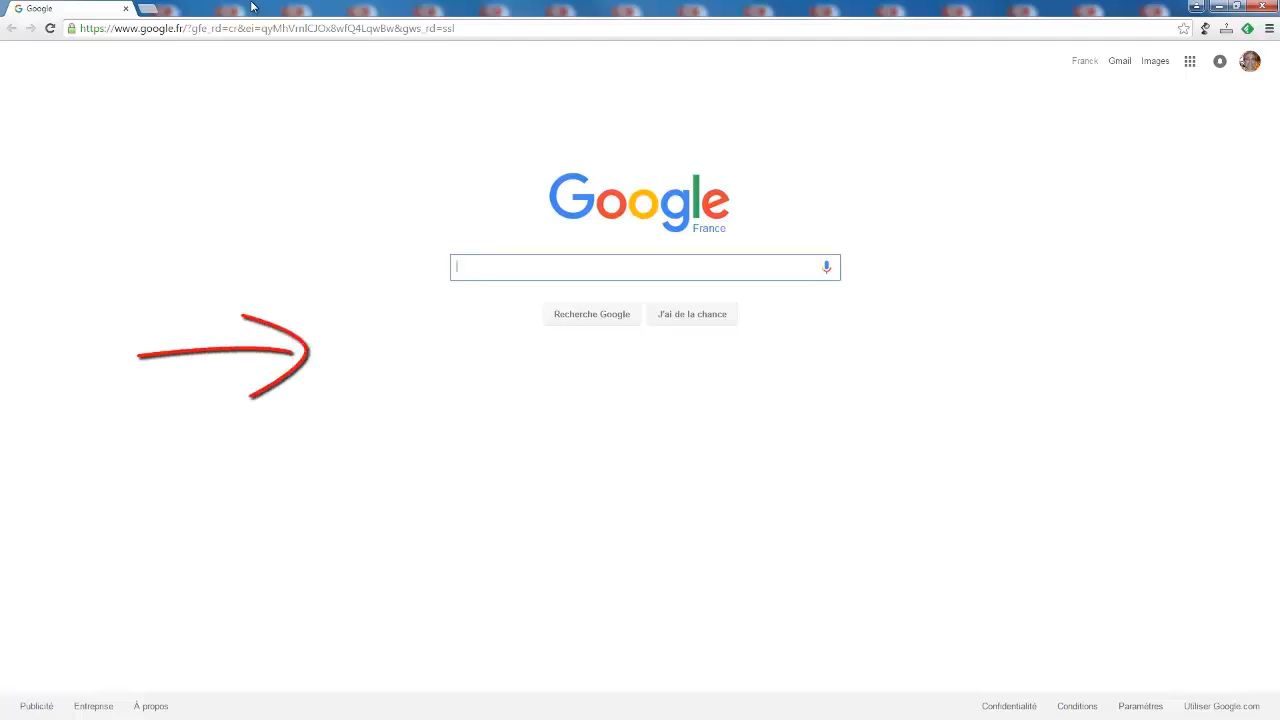 Google
https://www.google.fr/?gfe_rd=cr&ei=qyMhVrnlCJOx8wfQ4LqwBw&gws_rd=ssl
Franck Gmail Images
Google
France
Recherche Google J'ai de la chance
Publicité Entreprise À propos Confidentialité Conditions Paramètres Utiliser Google.com